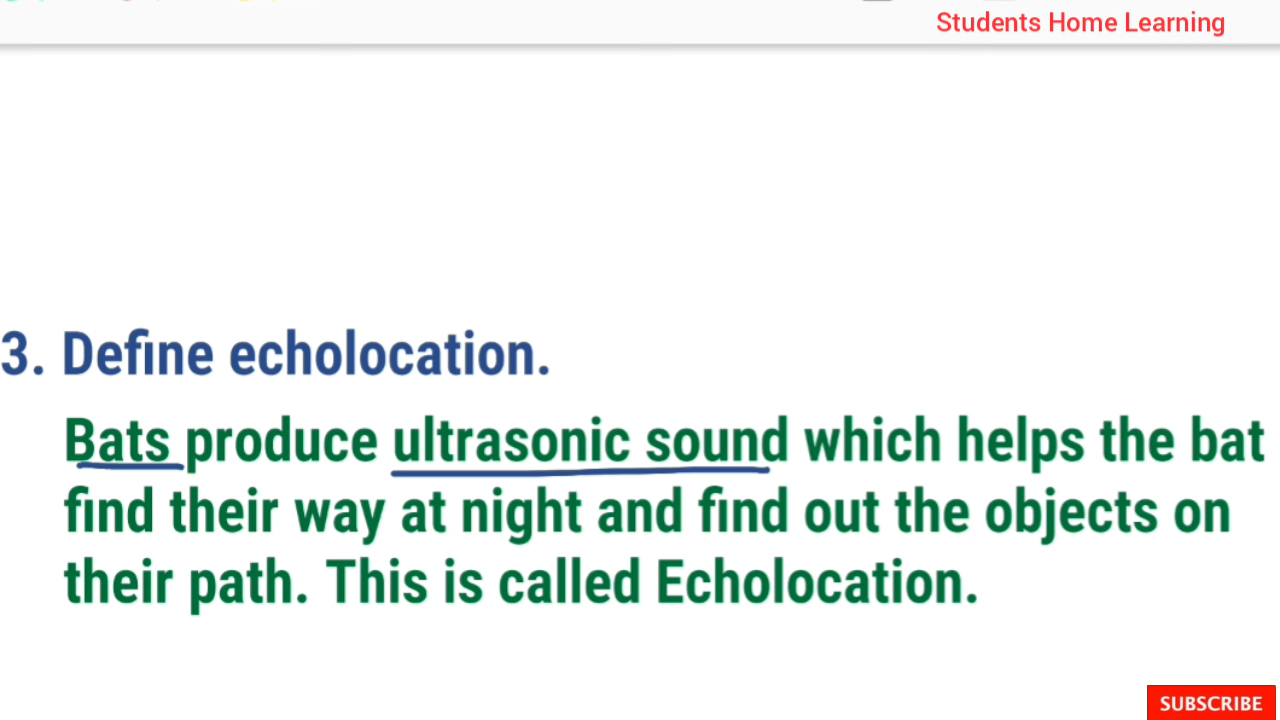 Students Home Learning
3. Define echolocation.
Bats produce ultrasonic sound which helps the bat
find their way at night and find out the objects on
their path. This is called Echolocation.
SUBSCRIBE